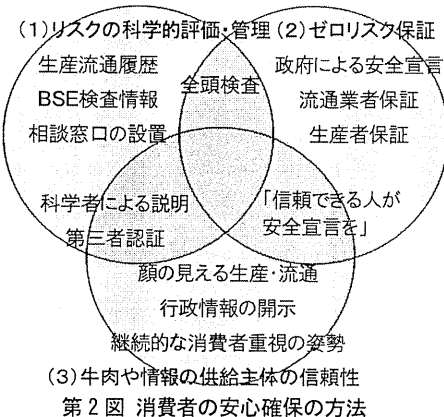 (1)リスクの科学的評価・管理 (2)ゼロリスク保証
生産流通履歴
BSE検査情報
相談窓口の設置
全頭検査
政府による安全宣言
流通業者保証
生産者保証
科学者による説明
第三者認証
「信頼できる人が
安全宣言を」
顔の見える生産・流通
行政情報の開示
継続的な消費者重視の姿勢
(3)牛肉や情報の供給主体の信頼性
第2図 消費者の安心確保の方法